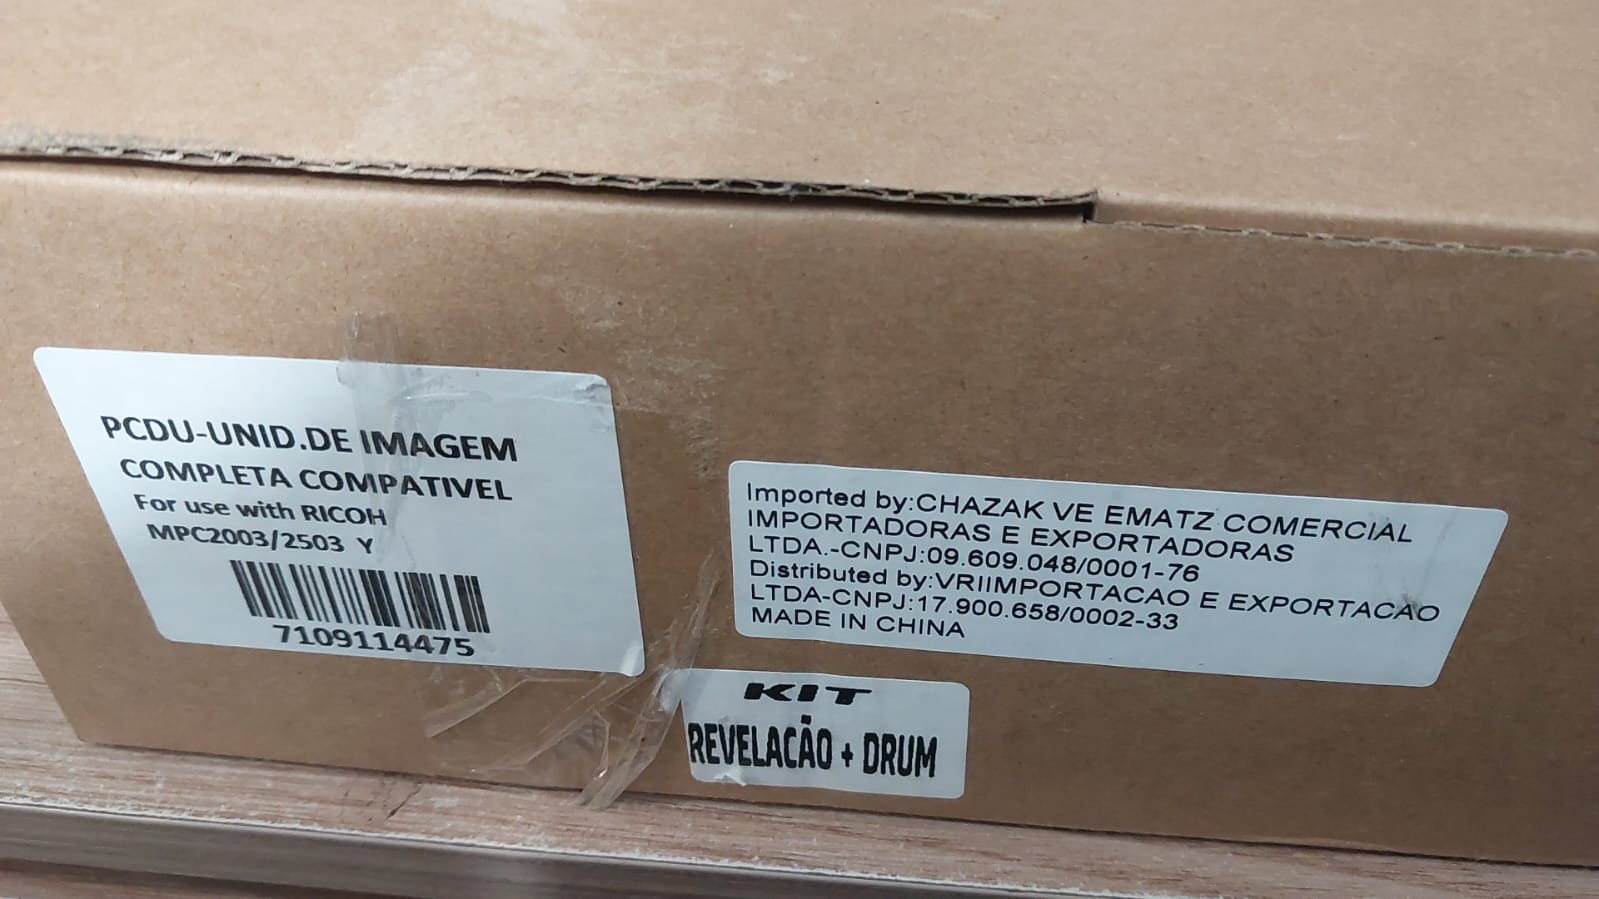 PCDU-UNID.DE IMAGEM
COMPLETA COMPATIVEL
For use with RICOH
MPC2003/2503 Y
7109114475
Imported by:CHAZAK VE EMATZ COMERCIAL
IMPORTADORAS E EXPORTADORAS
LTDA.-CNPJ:09.609.048/0001-76
Distributed by:VRIIMPORTACAO E EXPORTACAO
LTDA-CNPJ:17.900.658/0002-33
MADE IN CHINA
KIT
REVELACÃO + DRUM